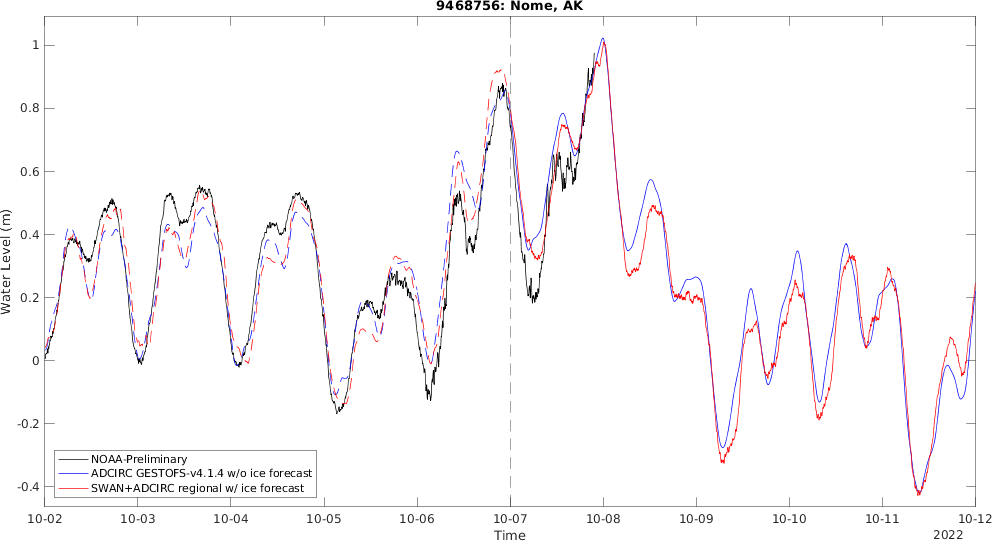 9468756: Nome, AK
Water Level (m)
1
0.8
0.6
0.4
0.2
0
-0.2
-0.4
NOAA-Preliminary
ADCIRC GESTOFS-v4.1.4 w/o ice forecast
SWAN+ADCIRC regional w/ ice forecast
10-02 10-03 10-04 10-05 10-06 10-07 10-08 10-09 10-10 10-11 10-12
Time
2022